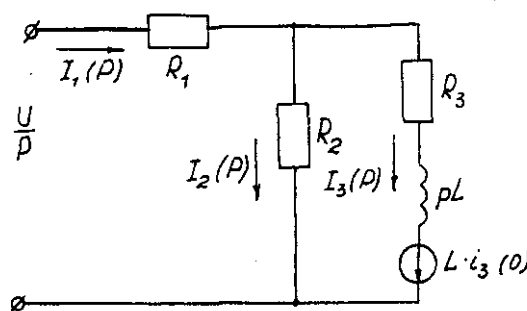 I₁(P)
R₁
R₂
R₃
U/P
I₂(P)
I₃(P)
pL
L·i₃(0)